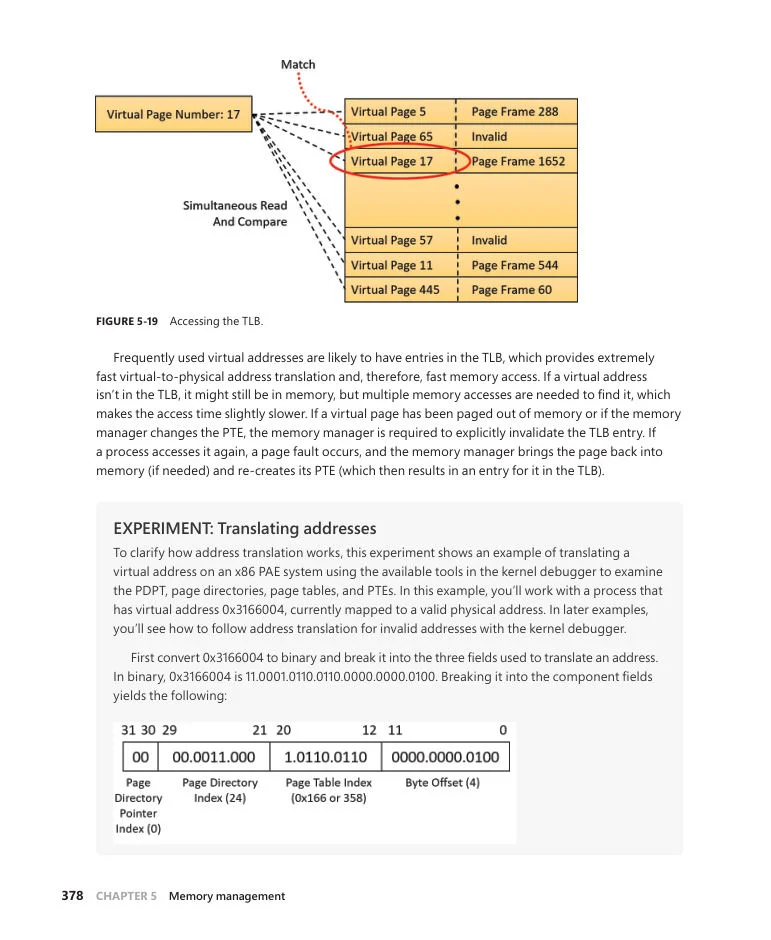 Match
Virtual Page Number: 17
Virtual Page 5 Page Frame 288
Virtual Page 65 Invalid
Virtual Page 17 Page Frame 1652
Simultaneous Read
And Compare
Virtual Page 57 Invalid
Virtual Page 11 Page Frame 544
Virtual Page 445 Page Frame 60
FIGURE 5-19 Accessing the TLB.
Frequently used virtual addresses are likely to have entries in the TLB, which provides extremely
fast virtual-to-physical address translation and, therefore, fast memory access. If a virtual address
isn’t in the TLB, it might still be in memory, but multiple memory accesses are needed to find it, which
makes the access time slightly slower. If a virtual page has been paged out of memory or if the memory
manager changes the PTE, the memory manager is required to explicitly invalidate the TLB entry. If
a process accesses it again, a page fault occurs, and the memory manager brings the page back into
memory (if needed) and re-creates its PTE (which then results in an entry for it in the TLB).
EXPERIMENT: Translating addresses
To clarify how address translation works, this experiment shows an example of translating a
virtual address on an x86 PAE system using the available tools in the kernel debugger to examine
the PDPT, page directories, page tables, and PTEs. In this example, you’ll work with a process that
has virtual address 0x3166004, currently mapped to a valid physical address. In later examples,
you’ll see how to follow address translation for invalid addresses with the kernel debugger.
First convert 0x3166004 to binary and break it into the three fields used to translate an address.
In binary, 0x3166004 is 11.0001.0110.0110.0000.0000.0100. Breaking it into the component fields
yields the following:
31 30 29 21 20 12 11 0
00 00.0011.000 1.0110.0110 0000.0000.0100
Page Page Directory Page Table Index Byte Offset (4)
Directory Index (24) (0x166 or 358)
Pointer
Index (0)
378 CHAPTER 5 Memory management